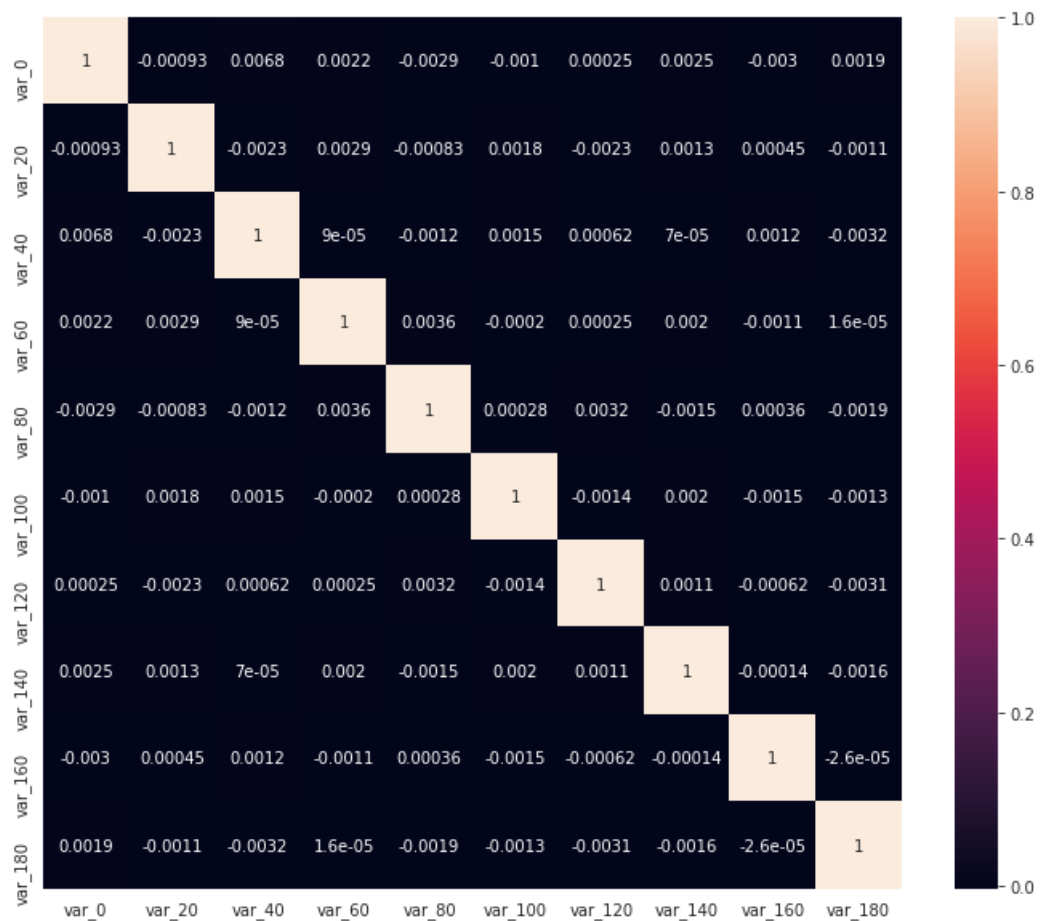 var_0 1 -0.00093 0.0068 0.0022 -0.0029 -0.001 0.00025 0.0025 -0.003 0.0019
var_20 -0.00093 1 -0.0023 0.0029 -0.00083 0.0018 -0.0023 0.0013 0.00045 -0.0011
var_40 0.0068 -0.0023 1 9e-05 -0.0012 0.0015 0.00062 7e-05 0.0012 -0.0032
var_60 0.0022 0.0029 9e-05 1 0.0036 -0.0002 0.00025 0.002 -0.0011 1.6e-05
var_80 -0.0029 -0.00083 -0.0012 0.0036 1 0.00028 0.0032 -0.0015 0.00036 -0.0019
var_100 -0.001 0.0018 0.0015 -0.0002 0.00028 1 -0.0014 0.002 -0.0015 -0.0013
var_120 0.00025 -0.0023 0.00062 0.00025 0.0032 -0.0014 1 0.0011 -0.00062 -0.0031
var_140 0.0025 0.0013 7e-05 0.002 -0.0015 0.002 0.0011 1 -0.00014 -0.0016
var_160 -0.003 0.00045 0.0012 -0.0011 0.00036 -0.0015 -0.00062 -0.00014 1 -2.6e-05
var_180 0.0019 -0.0011 -0.0032 1.6e-05 -0.0019 -0.0013 -0.0031 -0.0016 -2.6e-05 1
var_0 var_20 var_40 var_60 var_80 var_100 var_120 var_140 var_160 var_180
1.0
0.8
0.6
0.4
0.2
0.0